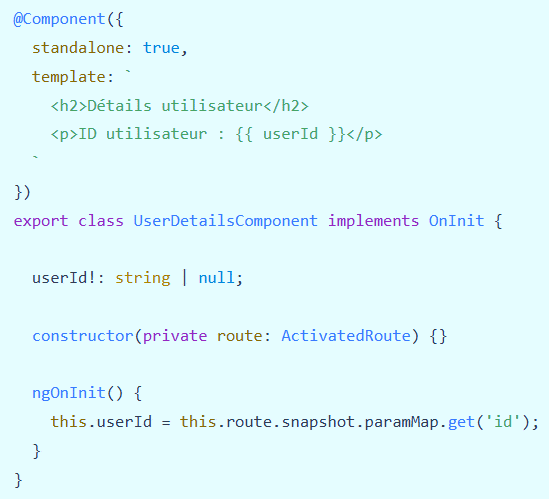 @Component({
  standalone: true,
  template: `
    <h2>Détails utilisateur</h2>
    <p>ID utilisateur : {{ userId }}</p>
  `
})
export class UserDetailsComponent implements OnInit {
  userId!: string | null;
  constructor(private route: ActivatedRoute) {}
  ngOnInit() {
    this.userId = this.route.snapshot.paramMap.get('id');
  }
}